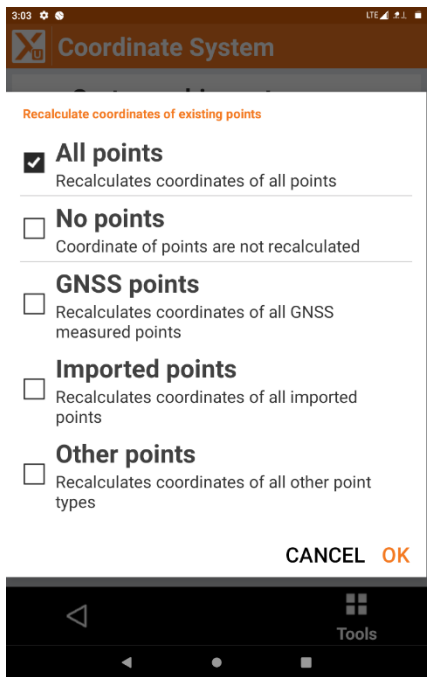 3:03 LTE
XU Coordinate System
Recalculate coordinates of existing points
All points
Recalculates coordinates of all points
No points
Coordinate of points are not recalculated
GNSS points
Recalculates coordinates of all GNSS
measured points
Imported points
Recalculates coordinates of all imported
points
Other points
Recalculates coordinates of all other point
types
CANCEL OK
Tools